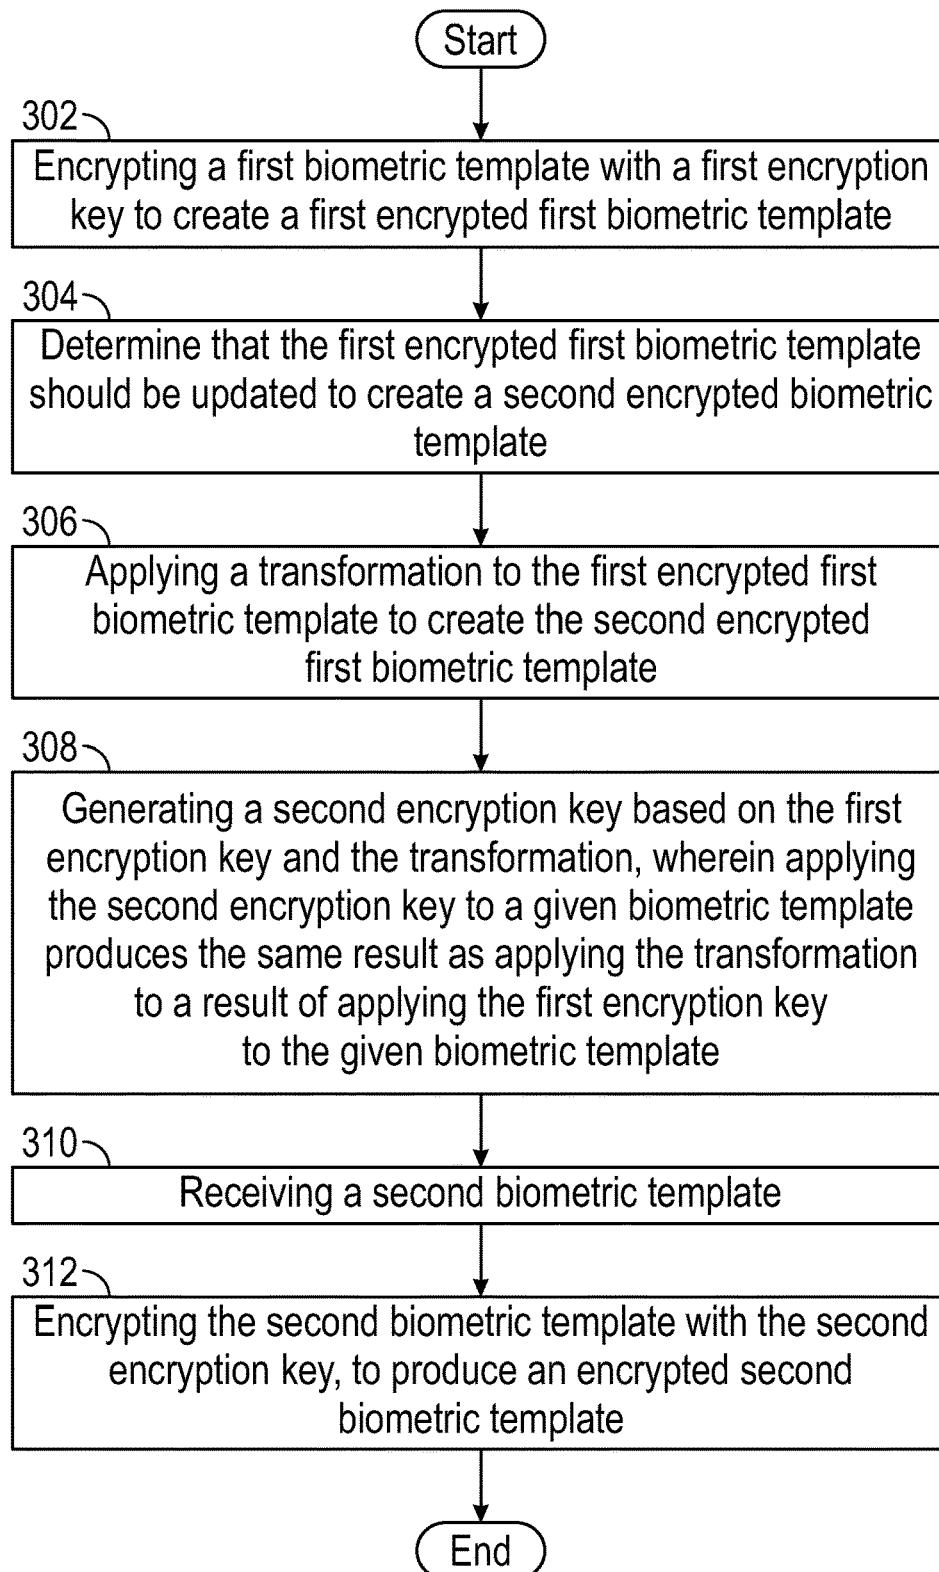 Start
302
Encrypting a first biometric template with a first encryption
key to create a first encrypted first biometric template
304
Determine that the first encrypted first biometric template
should be updated to create a second encrypted biometric
template
306
Applying a transformation to the first encrypted first
biometric template to create the second encrypted
first biometric template
308
Generating a second encryption key based on the first
encryption key and the transformation, wherein applying
the second encryption key to a given biometric template
produces the same result as applying the transformation
to a result of applying the first encryption key
to the given biometric template
310
Receiving a second biometric template
312
Encrypting the second biometric template with the second
encryption key, to produce an encrypted second
biometric template
End